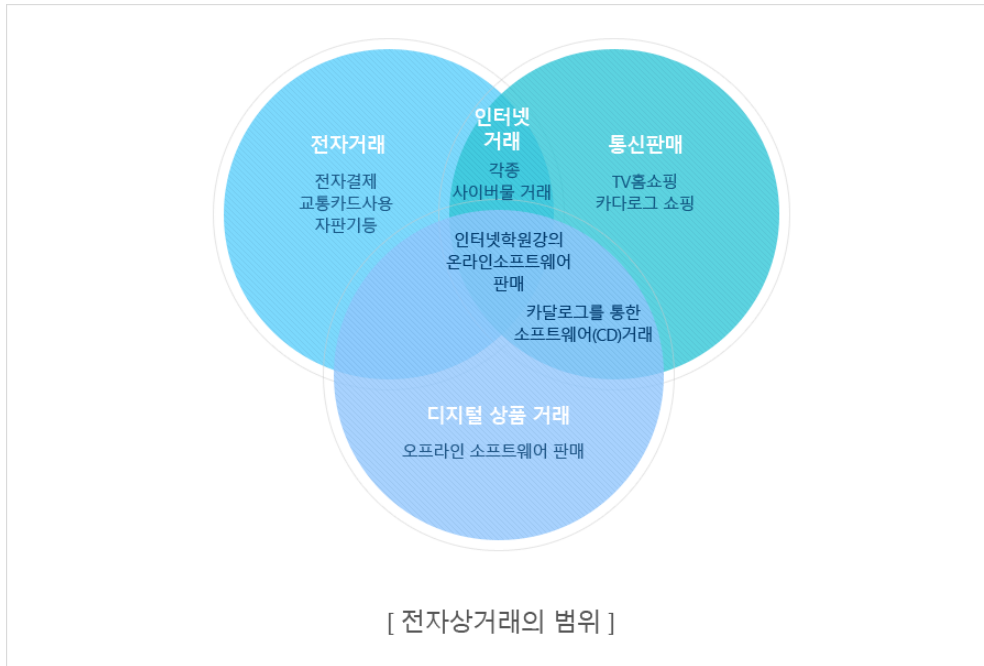 전자거래
전자결제
교통카드사용
자판기등
인터넷
거래
각종
사이버몰 거래
통신판매
TV홈쇼핑
카다로그 쇼핑
인터넷학원강의
온라인소프트웨어
판매
카달로그를 통한
소프트웨어(CD)거래
디지털 상품 거래
오프라인 소프트웨어 판매
[ 전자상거래의 범위 ]